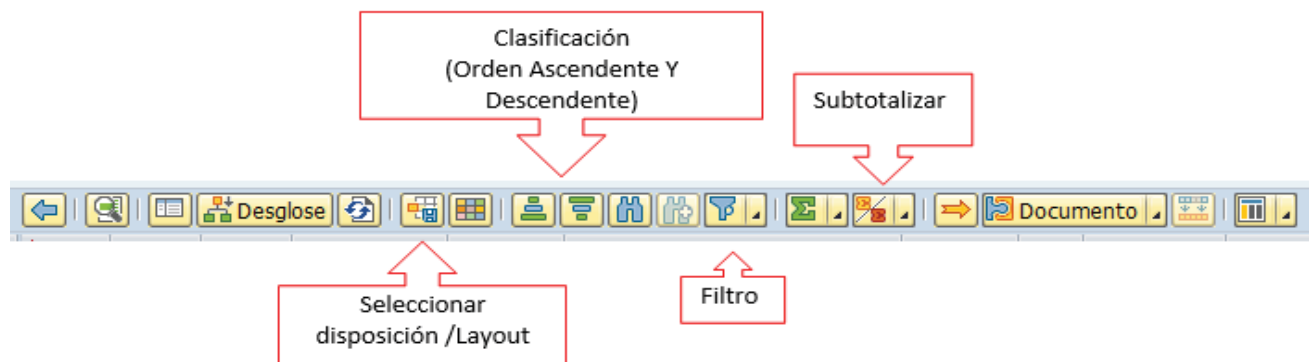 Clasificación
(Orden Ascendente Y
Descendente)
Subtotalizar
Desglose
Documento
Seleccionar
disposición /Layout
Filtro